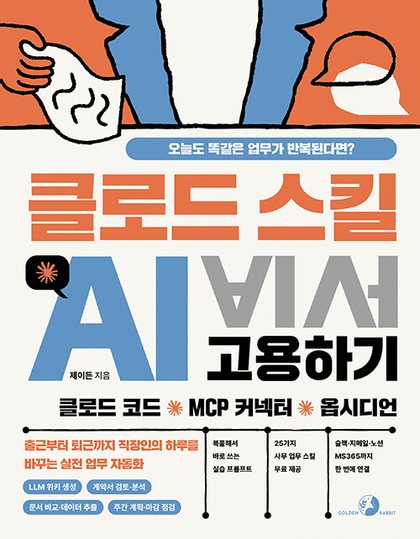 오늘도 똑같은 업무가 반복된다면?
클로드 스킬
AI 비서
고용하기
제이든 지음
클로드 코드 MCP 커넥터 옵시디언
출근부터 퇴근까지 직장인의 하루를
바꾸는 실전 업무 자동화
LLM 위키 생성 계약서 검토·분석
문서 비교·데이터 추출 주간 계획·마감 점검
복붙해서
바로 쓰는
실습 프롬프트
25가지
사무 업무 스킬
무료 제공
슬랙·지메일·노션
MS365까지
한 번에 연결
GOLDEN RABBIT